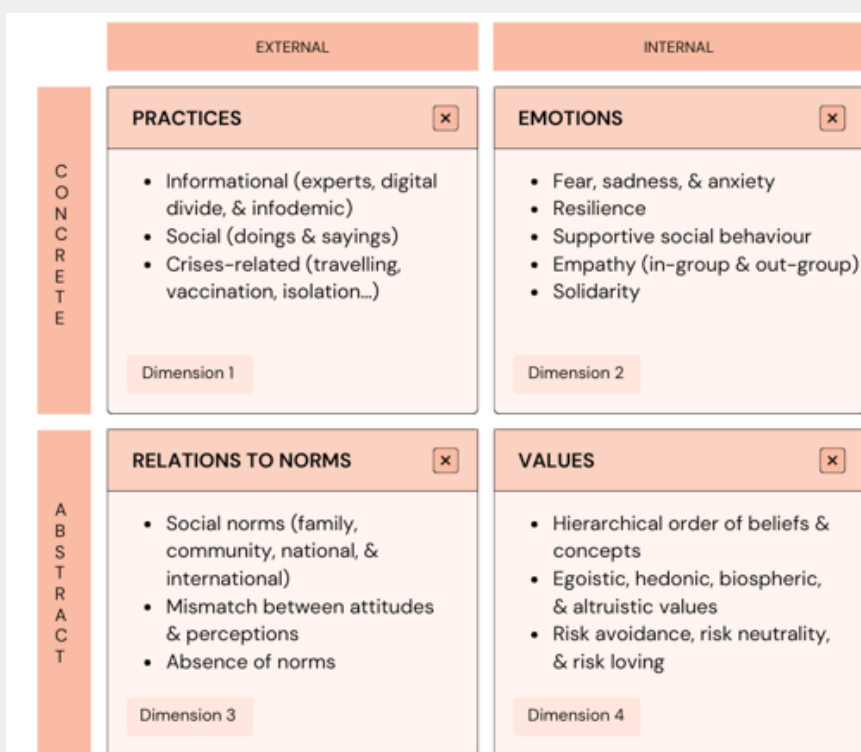 EXTERNAL
INTERNAL
CONCRETE
PRACTICES
• Informational (experts, digital
divide, & infodemic)
• Social (doings & sayings)
• Crises-related (travelling,
vaccination, isolation...)
Dimension 1
EMOTIONS
• Fear, sadness, & anxiety
• Resilience
• Supportive social behaviour
• Empathy (in-group & out-group)
• Solidarity
Dimension 2
ABSTRACT
RELATIONS TO NORMS
• Social norms (family,
community, national, &
international)
• Mismatch between attitudes
& perceptions
• Absence of norms
Dimension 3
VALUES
• Hierarchical order of beliefs &
concepts
• Egoistic, hedonic, biospheric,
& altruistic values
• Risk avoidance, risk neutrality,
& risk loving
Dimension 4